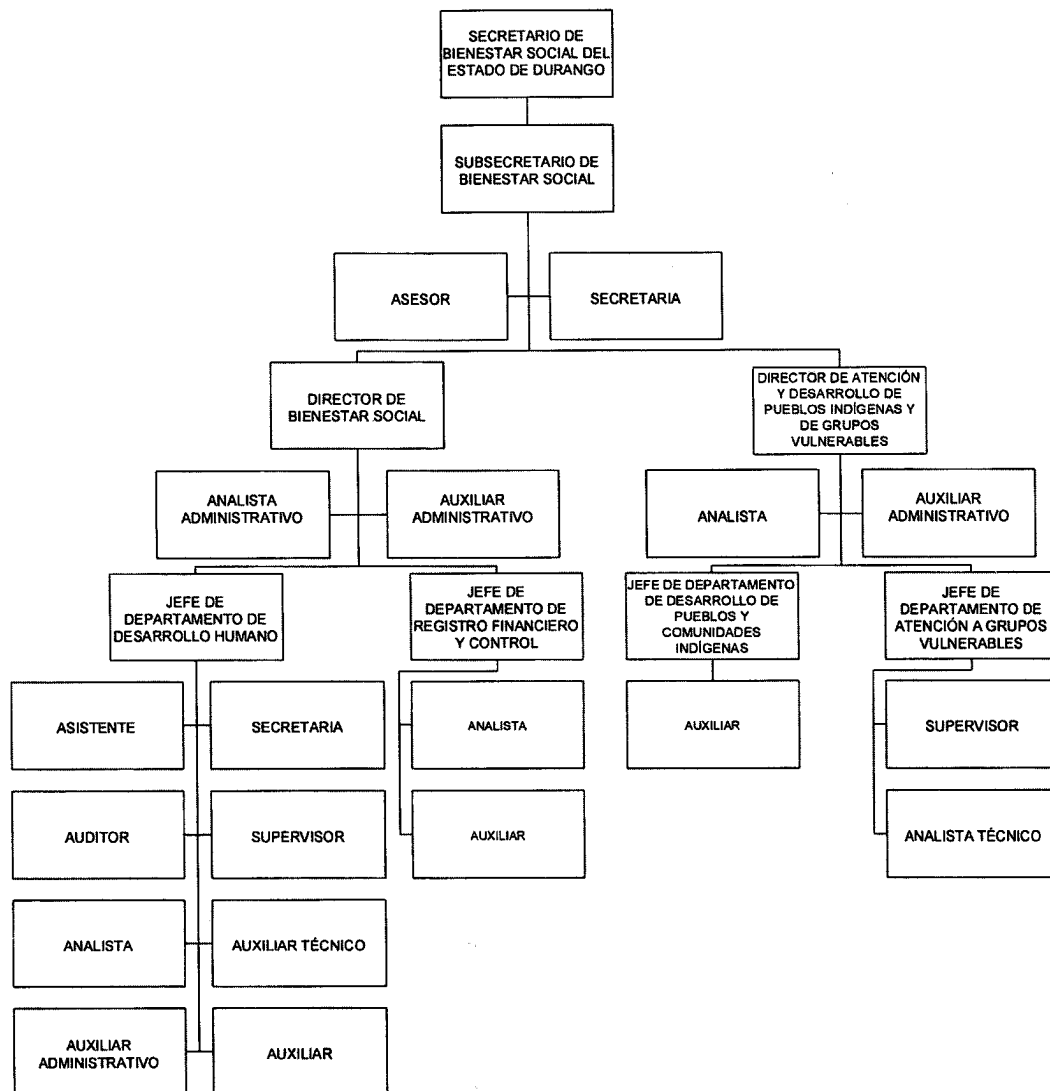 SECRETARIO DE
BIENESTAR SOCIAL DEL
ESTADO DE DURANGO
SUBSECRETARIO DE
BIENESTAR SOCIAL
ASESOR
SECRETARIA
DIRECTOR DE
BIENESTAR SOCIAL
DIRECTOR DE ATENCIÓN
Y DESARROLLO DE
PUEBLOS INDÍGENAS Y
DE GRUPOS
VULNERABLES
ANALISTA
ADMINISTRATIVO
AUXILIAR
ADMINISTRATIVO
ANALISTA
AUXILIAR
ADMINISTRATIVO
JEFE DE
DEPARTAMENTO DE
DESARROLLO HUMANO
JEFE DE
DEPARTAMENTO DE
REGISTRO FINANCIERO
Y CONTROL
JEFE DE DEPARTAMENTO
DE DESARROLLO DE
PUEBLOS Y
COMUNIDADES
INDÍGENAS
JEFE DE
DEPARTAMENTO DE
ATENCIÓN A GRUPOS
VULNERABLES
ASISTENTE
SECRETARIA
ANALISTA
AUXILIAR
SUPERVISOR
AUDITOR
SUPERVISOR
AUXILIAR
ANALISTA TÉCNICO
ANALISTA
AUXILIAR TÉCNICO
AUXILIAR
ADMINISTRATIVO
AUXILIAR